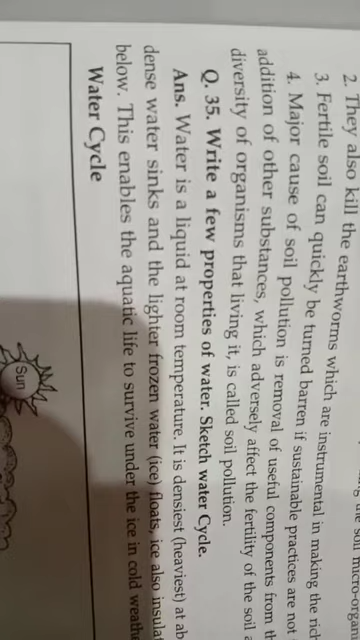 soil micro-organ
2. They also kill the earthworms which are instrumental in making the rich
3. Fertile soil can quickly be turned barren if sustainable practices are not
4. Major cause of soil pollution is removal of useful components from th
addition of other substances, which adversely affect the fertility of the soil a
diversity of organisms that living it, is called soil pollution.
Q. 35. Write a few properties of water. Sketch water Cycle.
Ans. Water is a liquid at room temperature. It is densiest (heaviest) at ab
dense water sinks and the lighter frozen water (ice) floats, ice also insulat
below. This enables the aquatic life to survive under the ice in cold weathe
Water Cycle
Sun